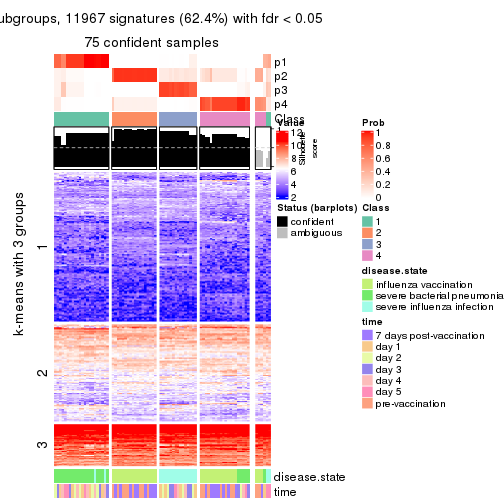 ubgroups, 11967 signatures (62.4%) with fdr < 0.05
75 confident samples
p1
p2
p3
p4
Class
Silhouette
score
k-means with 3 groups
1
2
3
disease.state
time
Value
12
10
8
6
4
2
Status (barplots)
confident
ambiguous
Prob
1
0.8
0.6
0.4
0.2
0
Class
1
2
3
4
disease.state
influenza vaccination
severe bacterial pneumonia
severe influenza infection
time
7 days post-vaccination
day 1
day 2
day 3
day 4
day 5
pre-vaccination